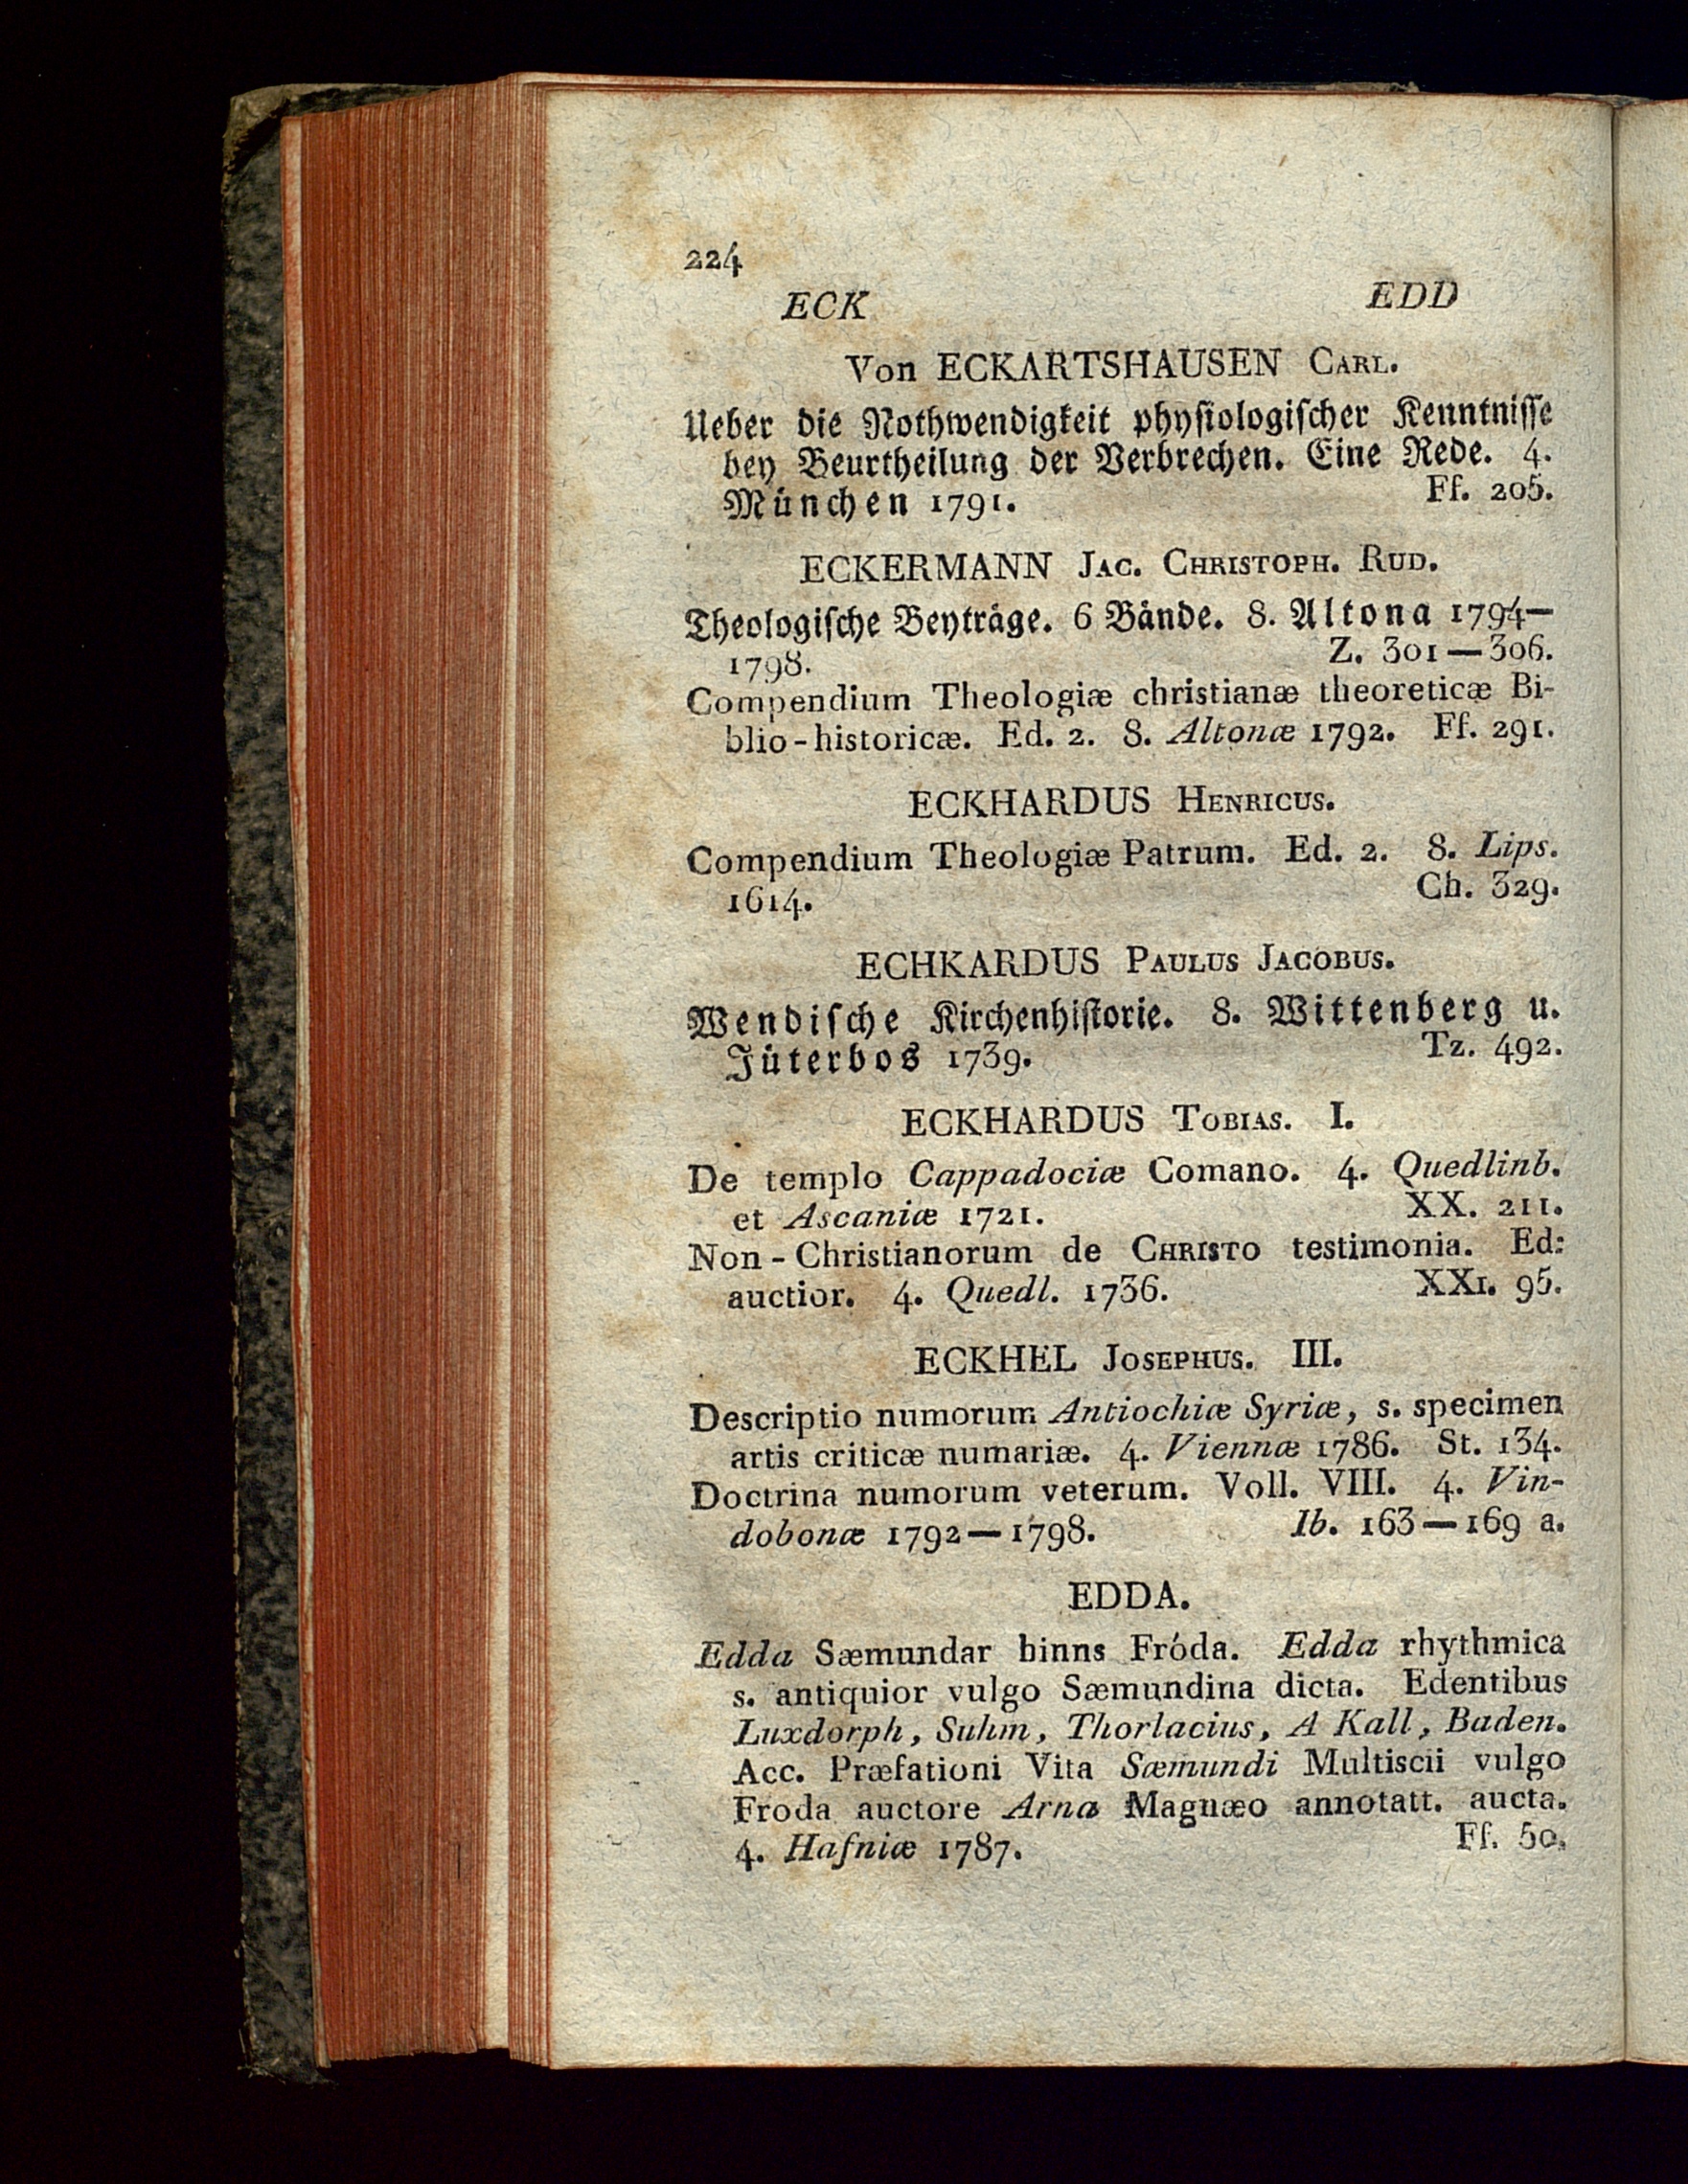 224
ECK EDD
Von ECKARTSHAUSEN CARL.
Ueber die Nothwendigkeit physiologischer Kenntnisse
bey Beurtheilung der Verbrechen. Eine Rede. 4.
München 1791. Ff. 205.
ECKERMANN JAC. CHRISTOPH. RUD.
Theologische Beyträge. 6 Bände. 8. Altona 1794—
1798. Z. 301—306.
Compendium Theologiæ christianæ theoreticæ Bi-
blio-historicæ. Ed. 2. 8. Altonæ 1792. Ff. 291.
ECKHARDUS HENRICUS.
Compendium Theologiæ Patrum. Ed. 2. 8. Lips.
1614. Ch. 329.
ECHKARDUS PAULUS JACOBUS.
Wendische Kirchenhistorie. 8. Wittenberg u.
Jüterbos 1739. Tz. 492.
ECKHARDUS TOBIAS. I.
De templo Cappadociæ Comano. 4. Quedlinb.
et Ascaniæ 1721. XX. 211.
Non-Christianorum de CHRISTO testimonia. Ed:
auctior. 4. Quedl. 1736. XXI. 95.
ECKHEL JOSEPHUS. III.
Descriptio numorum Antiochiæ Syriæ, s. specimen
artis criticæ numariæ. 4. Viennæ 1786. St. 134.
Doctrina numorum veterum. Voll. VIII. 4. Vin-
dobonæ 1792—1798. Ib. 163—169 a.
EDDA.
Edda Sæmundar hinns Fróda. Edda rhythmica
s. antiquior vulgo Sæmundina dicta. Edentibus
Luxdorph, Suhm, Thorlacius, A Kall, Baden.
Acc. Præfationi Vita Sæmundi Multiscii vulgo
Froda auctore Arna Magnæo annotatt. aucta.
4. Hafniæ 1787. Ff. 50.